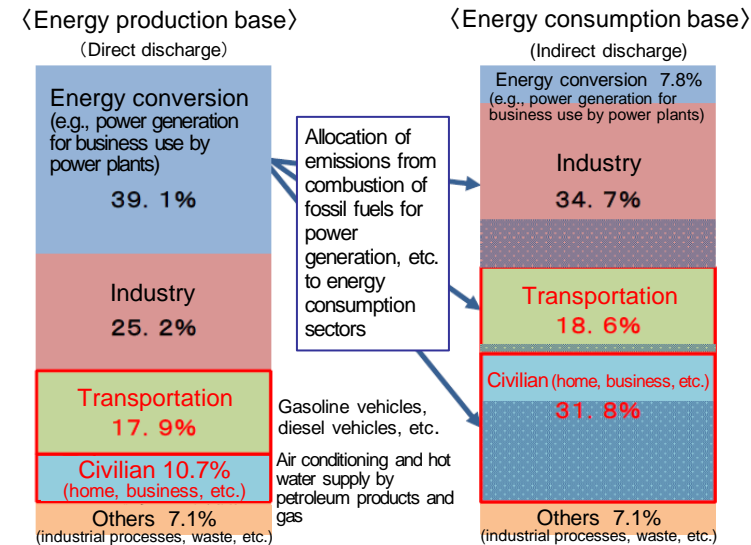 〈Energy production base〉
(Direct discharge)
Energy conversion
(e.g., power generation
for business use by
power plants)
39. 1%
Industry
25. 2%
Transportation
17. 9%
Civilian 10.7%
(home, business, etc.)
Others 7.1%
(industrial processes, waste, etc.)
Allocation of
emissions from
combustion of
fossil fuels for
power
generation, etc.
to energy
consumption
sectors
Gasoline vehicles,
diesel vehicles, etc.
Air conditioning and hot
water supply by
petroleum products and
gas
〈Energy consumption base〉
(Indirect discharge)
Energy conversion 7.8%
(e.g., power generation for
business use by power plants)
Industry
34. 7%
Transportation
18. 6%
Civilian (home, business, etc.)
31. 8%
Others 7.1%
(industrial processes, waste, etc.)